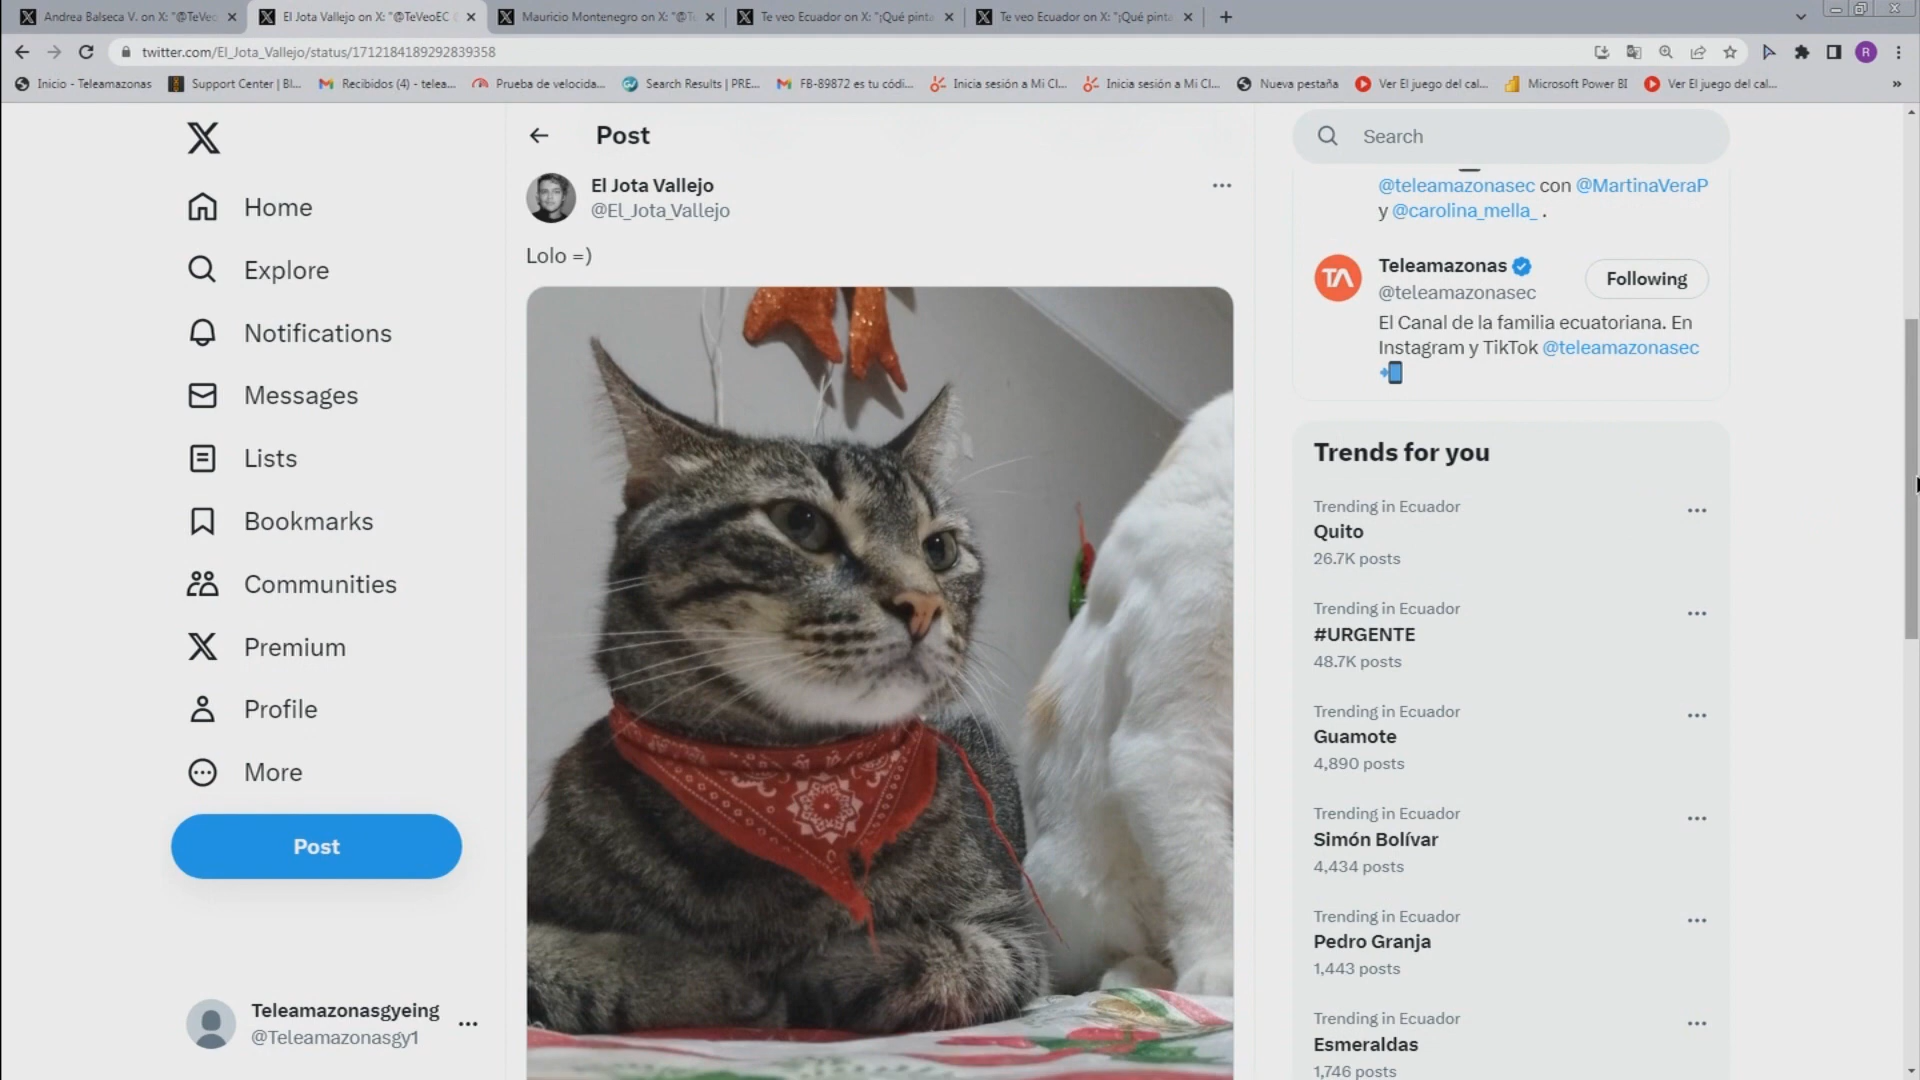 Andrea Balseca V. on X: "@TeVeo
El Jota Vallejo on X: "@TeVeoEC
Mauricio Montenegro on X: "@T
Te veo Ecuador on X: "¡Qué pint
Te veo Ecuador on X: "¡Qué pint
twitter.com/El_Jota_Vallejo/status/1712184189292839358
R
Inicio - Teleamazonas
Support Center | Bl...
Recibidos (4) - telea...
Prueba de velocida...
Search Results | PRE...
FB-89872 es tu códi...
Inicia sesión a Mi Cl...
Inicia sesión a Mi Cl...
Nueva pestaña
Ver El juego del cal...
Microsoft Power BI
Ver El juego del cal...
Home
Explore
Notifications
Messages
Lists
Bookmarks
Communities
Premium
Profile
More
Post
Teleamazonasgyeing
@Teleamazonasgy1
Post
El Jota Vallejo
@El_Jota_Vallejo
Lolo =)
Search
@teleamazonasec con @MartinaVeraP
y @carolina_mella_ .
TA
Teleamazonas
@teleamazonasec
Following
El Canal de la familia ecuatoriana. En
Instagram y TikTok @teleamazonasec
Trends for you
Trending in Ecuador
Quito
26.7K posts
Trending in Ecuador
#URGENTE
48.7K posts
Trending in Ecuador
Guamote
4,890 posts
Trending in Ecuador
Simón Bolívar
4,434 posts
Trending in Ecuador
Pedro Granja
1,443 posts
Trending in Ecuador
Esmeraldas
1,746 posts